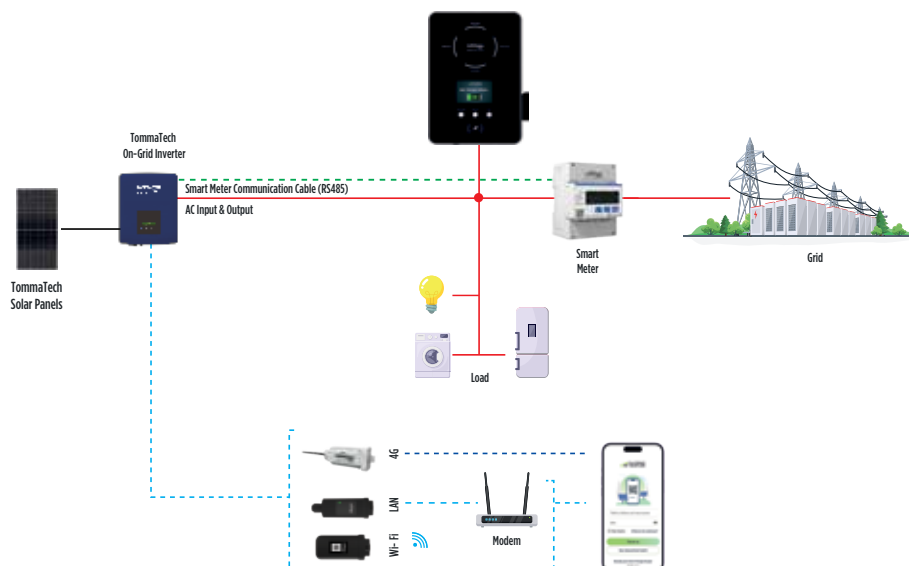 TommaTech
On-Grid Inverter
Smart Meter Communication Cable (RS485)
AC Input & Output
TommaTech
Solar Panels
Smart
Meter
Grid
Load
4G
LAN
Wi-Fi
Modem